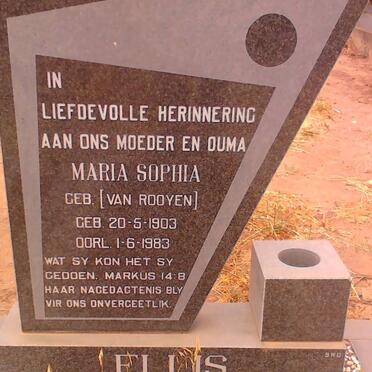 IN
LIEFDEVOLLE HERINNERING
AAN ONS MOEDER EN OUMA
MARIA SOPHIA
GEB. [VAN ROOYEN]
GEB. 20-5-1903
OORL. 1-6-1983
WAT SY KON HET SY
GEDOEN. MARKUS 14:8
HAAR NAGEDAGTENIS BLY
VIR ONS ONVERGEETLIK.
ELLIS